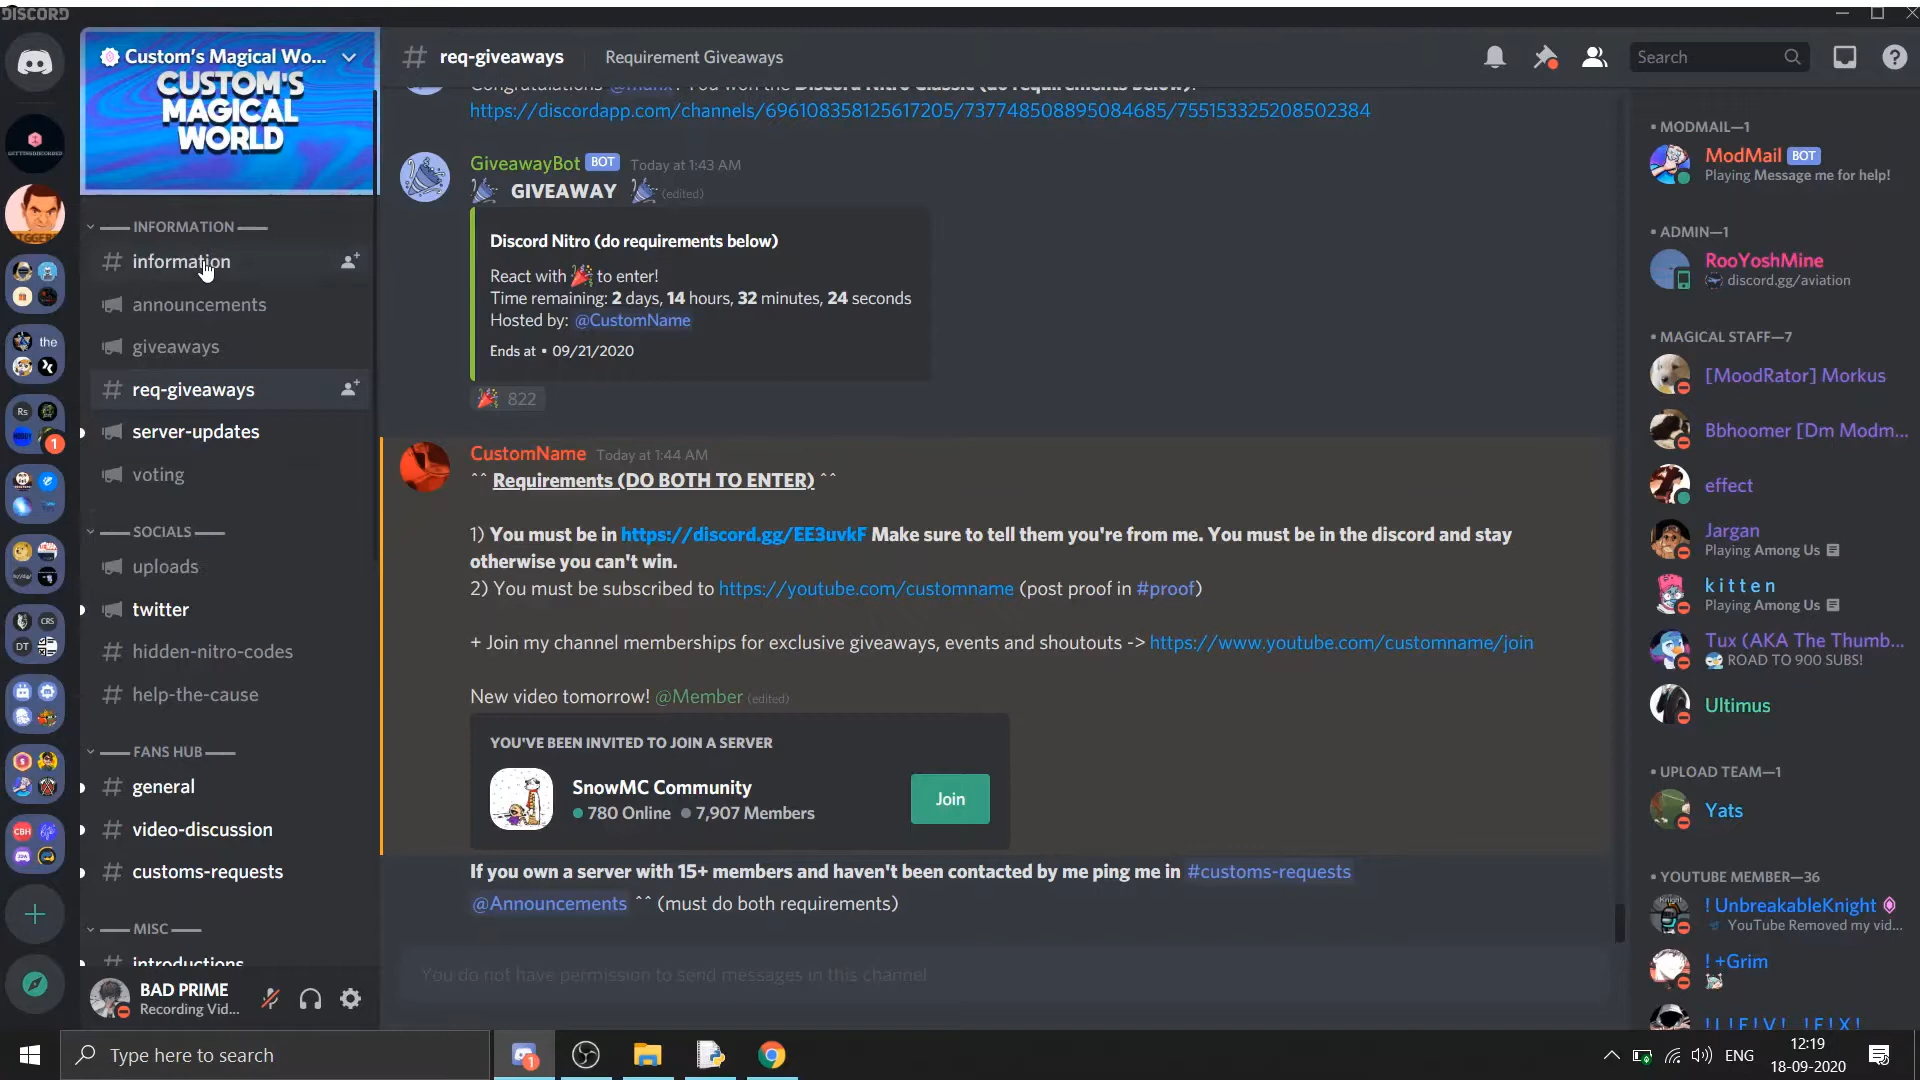 DISCORD
Custom's Magical Wo...
CUSTOM'S
MAGICAL
WORLD
# req-giveaways
Requirement Giveaways
Search
INFORMATION
information
announcements
giveaways
req-giveaways
server-updates
voting
SOCIALS
uploads
twitter
hidden-nitro-codes
help-the-cause
FANS HUB
general
video-discussion
customs-requests
MISC
introductions
BAD PRIME
Recording Vid...
the
Rs
1
CRS
DT
CBH
https://discordapp.com/channels/696108358125617205/737748508895084685/755153325208502384
GiveawayBot BOT Today at 1:43 AM
GIVEAWAY (edited)
Discord Nitro (do requirements below)
React with 🎉 to enter!
Time remaining: 2 days, 14 hours, 32 minutes, 24 seconds
Hosted by: @CustomName
Ends at • 09/21/2020
822
CustomName Today at 1:44 AM
^^ Requirements (DO BOTH TO ENTER) ^^
1) You must be in https://discord.gg/EE3uvkF Make sure to tell them you're from me. You must be in the discord and stay
otherwise you can't win.
2) You must be subscribed to https://youtube.com/customname (post proof in #proof)
+ Join my channel memberships for exclusive giveaways, events and shoutouts -> https://www.youtube.com/customname/join
New video tomorrow! @Member (edited)
YOU'VE BEEN INVITED TO JOIN A SERVER
SnowMC Community
780 Online 7,907 Members
Join
If you own a server with 15+ members and haven't been contacted by me ping me in #customs-requests
@Announcements ^^ (must do both requirements)
You do not have permission to send messages in this channel
• MODMAIL—1
ModMail BOT
Playing Message me for help!
• ADMIN—1
RooYoshMine
discord.gg/aviation
• MAGICAL STAFF—7
[MoodRator] Morkus
Bbhoomer [Dm Modm...
effect
Jargan
Playing Among Us
kitten
Playing Among Us
Tux (AKA The Thumb...
ROAD TO 900 SUBS!
Ultimus
• UPLOAD TEAM—1
Yats
• YOUTUBE MEMBER—36
! UnbreakableKnight
YouTube Removed my vid...
! +Grim
Type here to search
1
ENG
12:19
18-09-2020